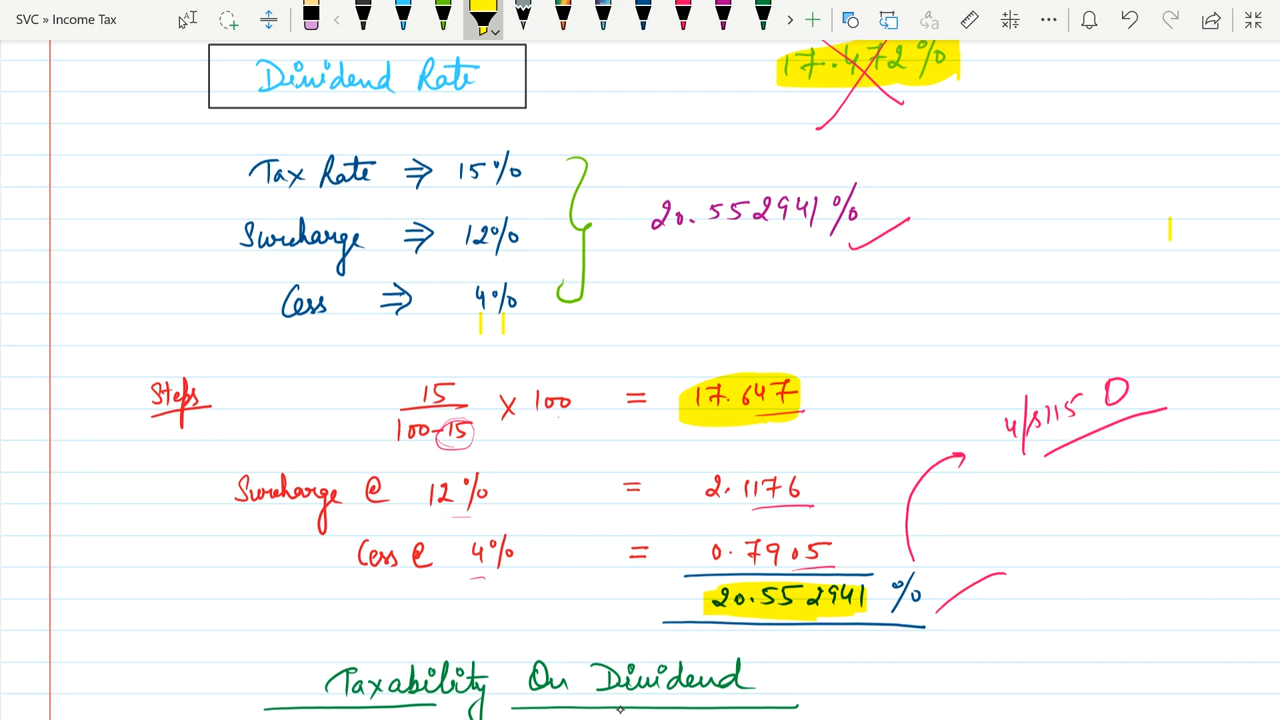 SVC » Income Tax
17.472%
Dividend Rate
Tax Rate ⇒ 15%
Surcharge ⇒ 12%
20.552941%
Cess ⇒ 4%
Steps 15 / 100-15 × 100 = 17.647
u/s 115 O
Surcharge @ 12% = 2.1176
Cess @ 4% = 0.7905
20.552941 %
Taxability On Dividend